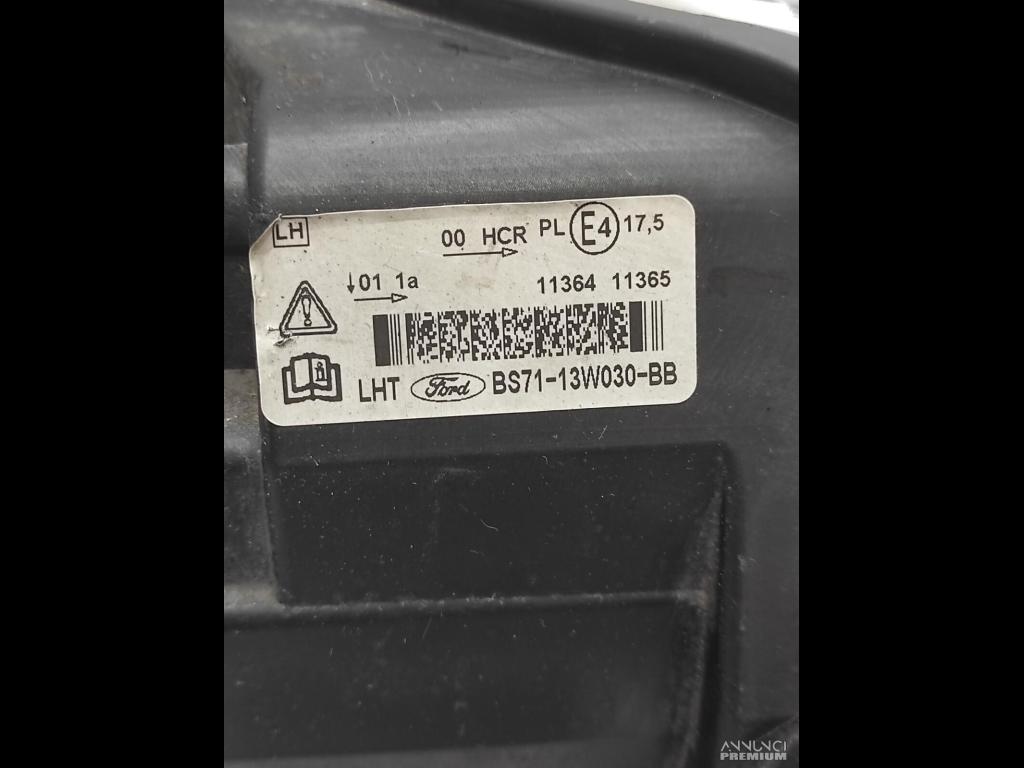 LH
00 HCR PL E4 17,5
↓01 1a
11364 11365
LHT Ford BS71-13W030-BB
ANNUNCI
PREMIUM